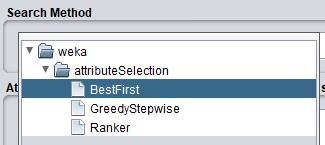 Search Method
weka
attributeSelection
BestFirst
GreedyStepwise
Ranker